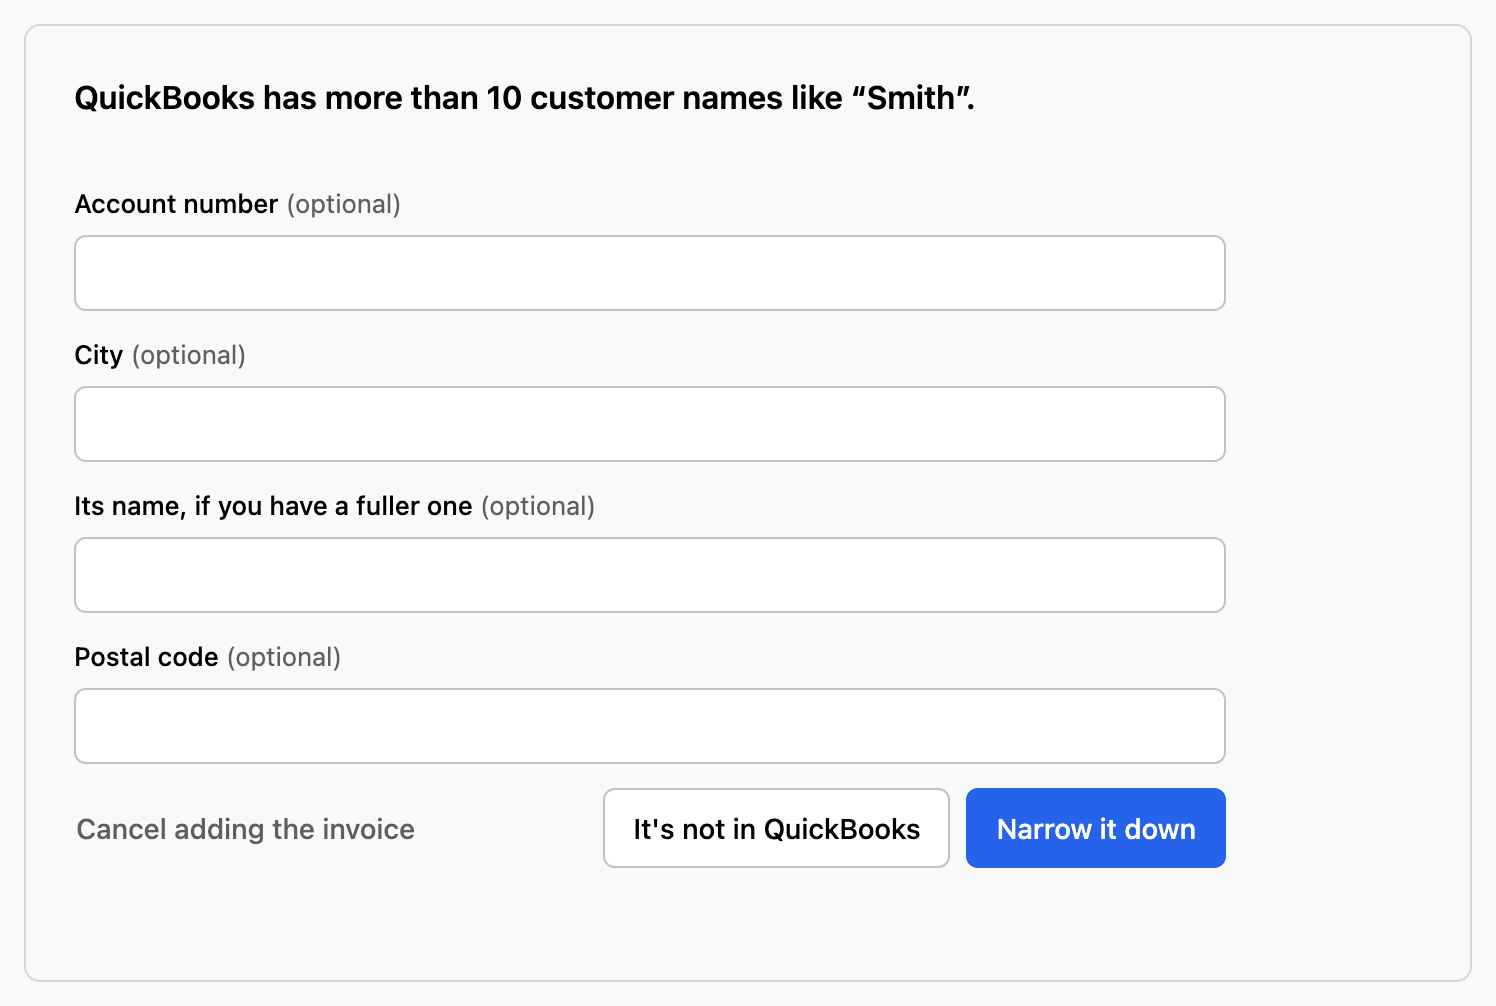 QuickBooks has more than 10 customer names like “Smith”.
Account number (optional)
City (optional)
Its name, if you have a fuller one (optional)
Postal code (optional)
Cancel adding the invoice
It's not in QuickBooks
Narrow it down